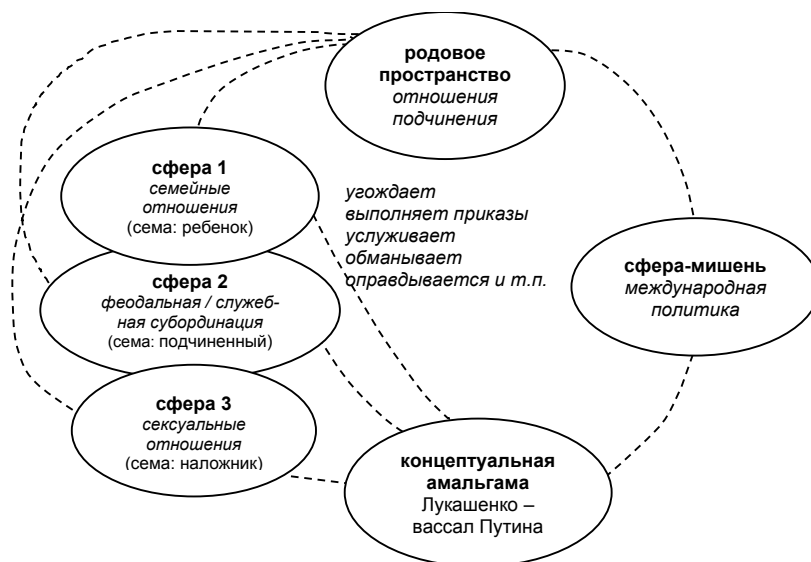 родовое
пространство
отношения
подчинения
сфера 1
семейные
отношения
(сема: ребенок)
угождает
выполняет приказы
услуживает
обманывает
оправдывается и т.п.
сфера 2
феодальная / служеб-
ная субординация
(сема: подчиненный)
сфера-мишень
международная
политика
сфера 3
сексуальные
отношения
(сема: наложник)
концептуальная
амальгама
Лукашенко –
вассал Путина